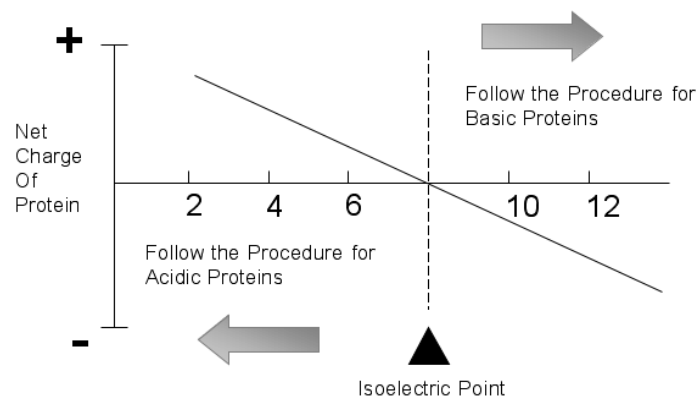 +
Follow the Procedure for
Basic Proteins
Net
Charge
Of
Protein
2 4 6 10 12
Follow the Procedure for
Acidic Proteins
-
Isoelectric Point